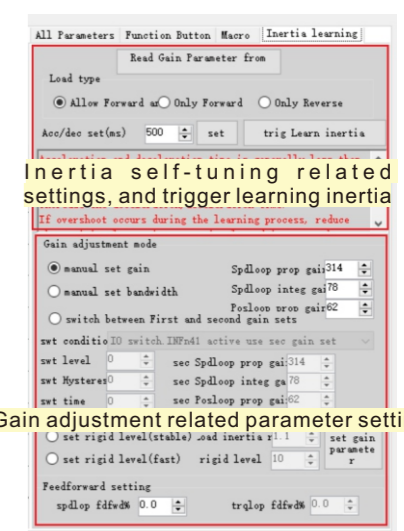 All Parameters Function Button Macro Inertia learning
Read Gain Parameter from
Load type
Allow Forward an Only Forward Only Reverse
Acc/dec set(ms) 500 set trig Learn inertia
Inertia self-tuning related
settings, and trigger learning inertia
If overshoot occurs during the learning process, reduce
Gain adjustment mode
manual set gain Spdloop prop gai 314
manual set bandwidth Spdloop integ gai 78
Posloop prop gai 62
switch between First and second gain sets
swt conditio IO switch INFn41 active use sec gain set
swt level 0 sec Spdloop prop gai 314
swt Hysteres 0 sec Spdloop integ ga 78
swt time 0 sec Posloop prop gai 62
Gain adjustment related parameter setti
set rigid level(stable) .oad inertia r 1.1 set gain
paramete
r
set rigid level(fast) rigid level 10
Feedforward setting
spdlop fdfwd% 0.0 trqlop fdfwd% 0.0